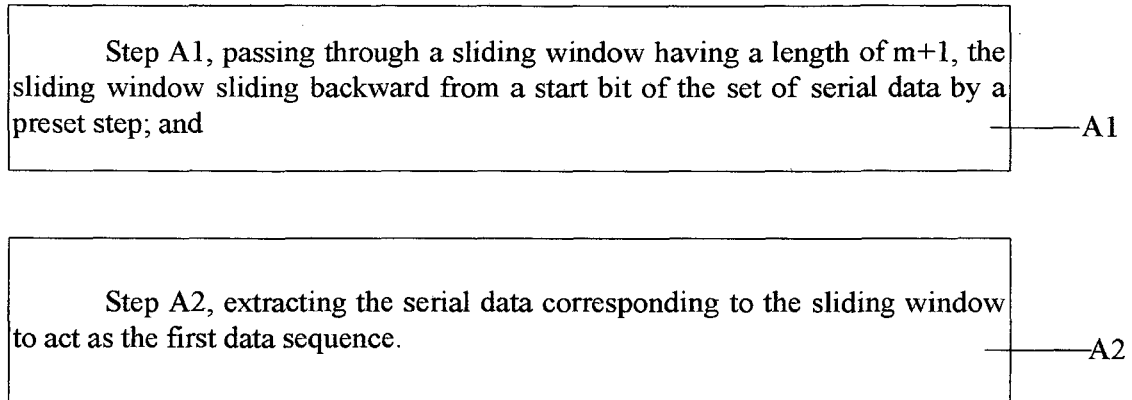 Step A1, passing through a sliding window having a length of m+1, the
sliding window sliding backward from a start bit of the set of serial data by a
preset step; and
A1
Step A2, extracting the serial data corresponding to the sliding window
to act as the first data sequence.
A2